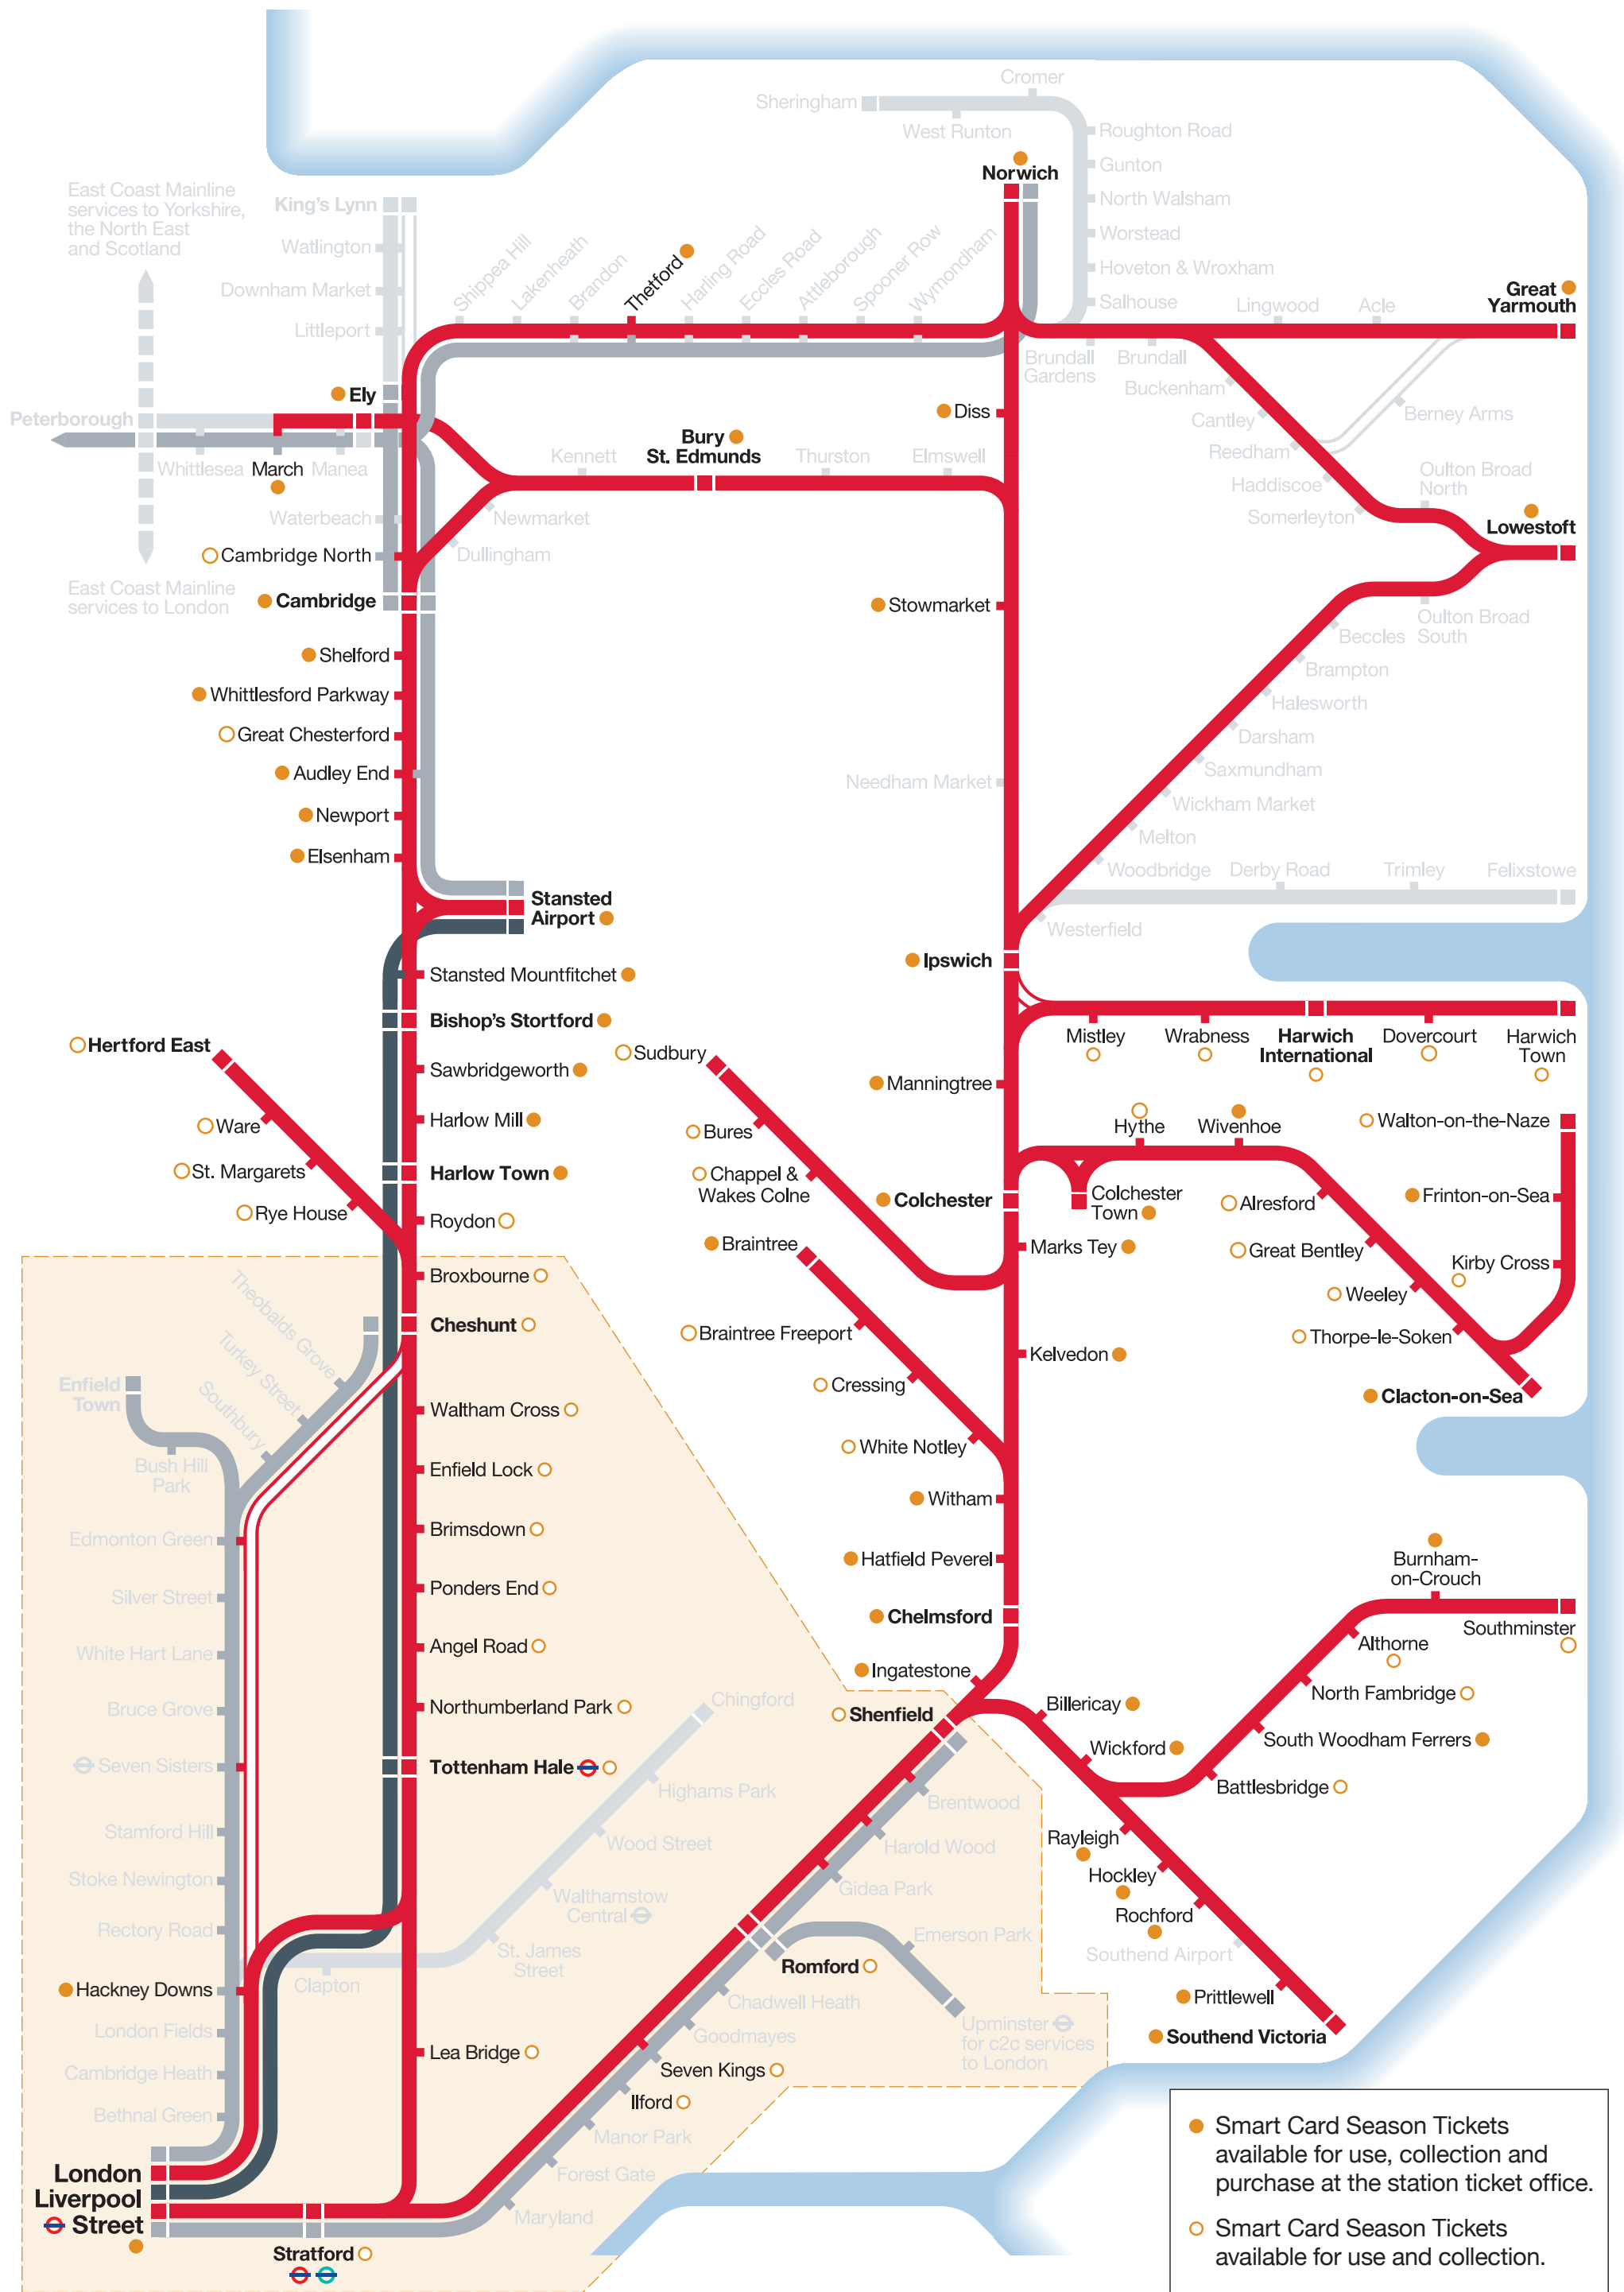 Cromer
Sheringham
West Runton
Roughton Road
Gunton
North Walsham
Worstead
Hoveton & Wroxham
Salhouse
Norwich
East Coast Mainline
services to Yorkshire,
the North East
and Scotland
King's Lynn
Watlington
Downham Market
Littleport
Shippea Hill
Lakenheath
Brandon
Thetford
Harling Road
Eccles Road
Attleborough
Spooner Row
Wymondham
Lingwood
Acle
Great
Yarmouth
Brundall
Gardens
Brundall
Buckenham
Cantley
Reedham
Berney Arms
Haddiscoe
Somerleyton
Oulton Broad
North
Lowestoft
Ely
Peterborough
Whittlesea
March
Manea
Diss
Bury
St. Edmunds
Kennett
Thurston
Elmswell
Waterbeach
Newmarket
Dullingham
Cambridge North
East Coast Mainline
services to London
Cambridge
Stowmarket
Oulton Broad
South
Beccles
Brampton
Halesworth
Darsham
Saxmundham
Wickham Market
Melton
Woodbridge
Derby Road
Trimley
Felixstowe
Westerfield
Shelford
Whittlesford Parkway
Great Chesterford
Audley End
Newport
Elsenham
Needham Market
Stansted
Airport
Ipswich
Stansted Mountfitchet
Bishop's Stortford
Sawbridgeworth
Harlow Mill
Harlow Town
Roydon
Hertford East
Ware
St. Margarets
Rye House
Sudbury
Bures
Chappel &
Wakes Colne
Manningtree
Mistley
Wrabness
Harwich
International
Dovercourt
Harwich
Town
Hythe
Wivenhoe
Walton-on-the-Naze
Colchester
Colchester
Town
Alresford
Frinton-on-Sea
Great Bentley
Kirby Cross
Weeley
Thorpe-le-Soken
Clacton-on-Sea
Braintree
Marks Tey
Braintree Freeport
Kelvedon
Cressing
White Notley
Witham
Hatfield Peverel
Chelmsford
Ingatestone
Shenfield
Broxbourne
Cheshunt
Theobalds Grove
Turkey Street
Southbury
Enfield
Town
Bush Hill
Park
Waltham Cross
Enfield Lock
Brimsdown
Ponders End
Angel Road
Northumberland Park
Tottenham Hale
Edmonton Green
Silver Street
White Hart Lane
Bruce Grove
Seven Sisters
Stamford Hill
Stoke Newington
Rectory Road
Hackney Downs
London Fields
Cambridge Heath
Bethnal Green
Chingford
Highams Park
Wood Street
Walthamstow
Central
St. James
Street
Clapton
Lea Bridge
Burnham-
on-Crouch
Southminster
Althorne
North Fambridge
South Woodham Ferrers
Battlesbridge
Billericay
Wickford
Rayleigh
Hockley
Rochford
Southend Airport
Prittlewell
Southend Victoria
Brentwood
Harold Wood
Gidea Park
Romford
Emerson Park
Upminster
for c2c services
to London
Chadwell Heath
Goodmayes
Seven Kings
Ilford
Manor Park
Forest Gate
Maryland
London
Liverpool
Street
Stratford
Smart Card Season Tickets
available for use, collection and
purchase at the station ticket office.
Smart Card Season Tickets
available for use and collection.